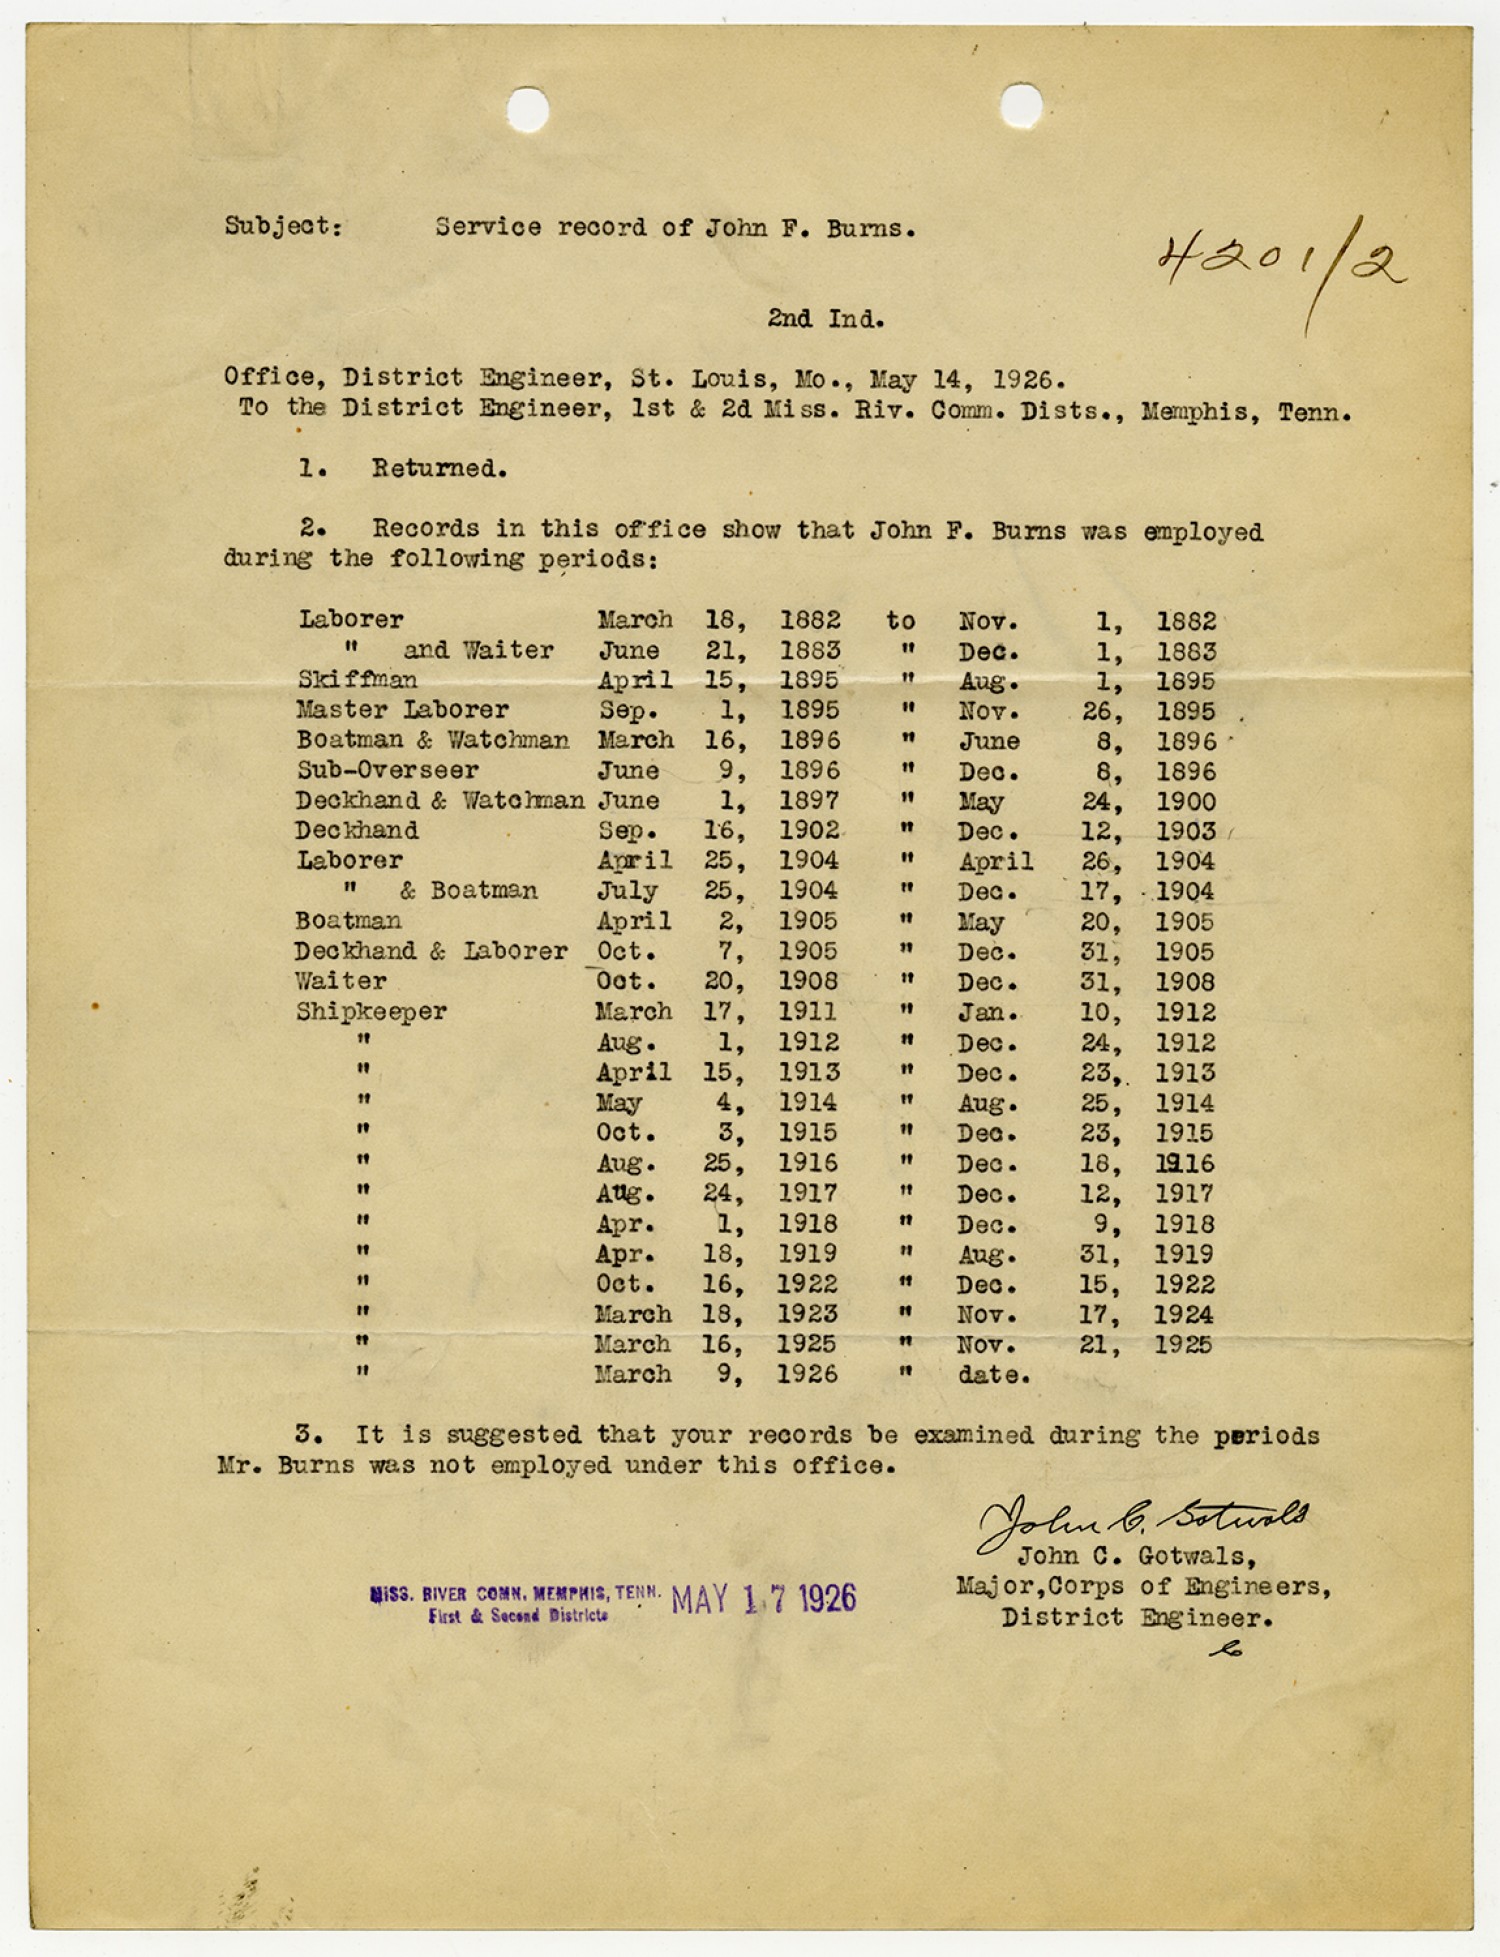 Subject: Service record of John F. Burns.
4201/2
2nd Ind.
Office, District Engineer, St. Louis, Mo., May 14, 1926.
To the District Engineer, 1st & 2d Miss. Riv. Comm. Dists., Memphis, Tenn.
1. Returned.
2. Records in this office show that John F. Burns was employed
during the following periods:
Laborer March 18, 1882 to Nov. 1, 1882
" and Waiter June 21, 1883 " Dec. 1, 1883
Skiffman April 15, 1895 " Aug. 1, 1895
Master Laborer Sep. 1, 1895 " Nov. 26, 1895
Boatman & Watchman March 16, 1896 " June 8, 1896
Sub-Overseer June 9, 1896 " Dec. 8, 1896
Deckhand & Watchman June 1, 1897 " May 24, 1900
Deckhand Sep. 16, 1902 " Dec. 12, 1903
Laborer April 25, 1904 " April 26, 1904
" & Boatman July 25, 1904 " Dec. 17, 1904
Boatman April 2, 1905 " May 20, 1905
Deckhand & Laborer Oct. 7, 1905 " Dec. 31, 1905
Waiter Oct. 20, 1908 " Dec. 31, 1908
Shipkeeper March 17, 1911 " Jan. 10, 1912
" Aug. 1, 1912 " Dec. 24, 1912
" April 15, 1913 " Dec. 23, 1913
" May 4, 1914 " Aug. 25, 1914
" Oct. 3, 1915 " Dec. 23, 1915
" Aug. 25, 1916 " Dec. 18, 1916
" Aug. 24, 1917 " Dec. 12, 1917
" Apr. 1, 1918 " Dec. 9, 1918
" Apr. 18, 1919 " Aug. 31, 1919
" Oct. 16, 1922 " Dec. 15, 1922
" March 18, 1923 " Nov. 17, 1924
" March 16, 1925 " Nov. 21, 1925
" March 9, 1926 " date.
3. It is suggested that your records be examined during the periods
Mr. Burns was not employed under this office.
John C. Gotwals
John C. Gotwals,
Major,Corps of Engineers,
District Engineer.
MISS. RIVER COMN. MEMPHIS, TENN. MAY 17 1926
First & Second Districts